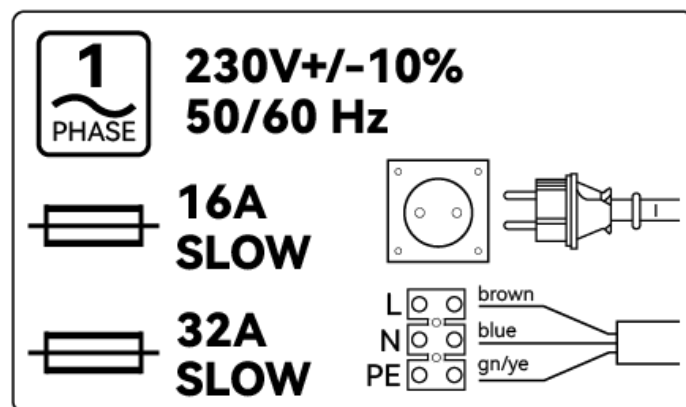 1
PHASE
230V+/-10%
50/60 Hz
16A
SLOW
32A
SLOW
L brown
N blue
PE gn/ye